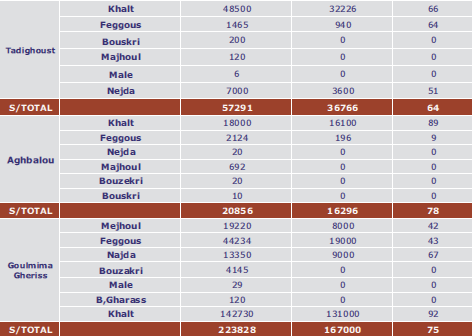 Khalt 48500 32226 66
Feggous 1465 940 64
Bouskri 200 0 0
Tadighoust
Majhoul 120 0 0
Male 6 0 0
Nejda 7000 3600 51
S/TOTAL 57291 36766 64
Khalt 18000 16100 89
Feggous 2124 196 9
Nejda 20 0 0
Aghbalou
Majhoul 692 0 0
Bouzekri 20 0 0
Bouskri 10 0 0
S/TOTAL 20856 16296 78
Mejhoul 19220 8000 42
Feggous 44234 19000 43
Najda 13350 9000 67
Goulmima
Gheriss
Bouzakri 4145 0 0
Male 29 0 0
B,Gharass 120 0 0
Khalt 142730 131000 92
S/TOTAL 223828 167000 75